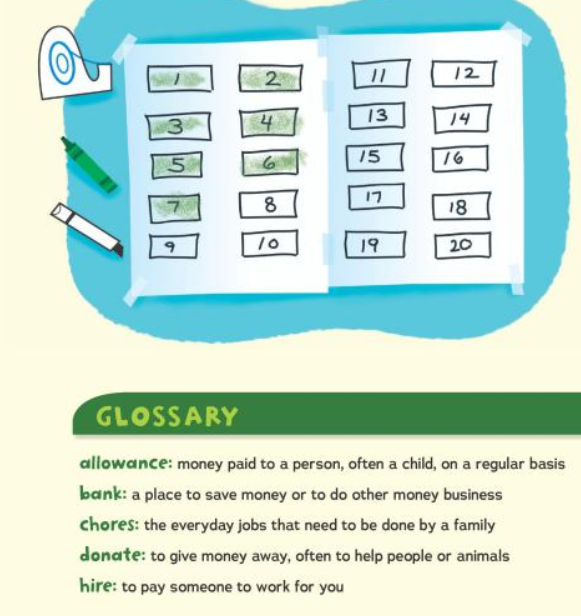 1 2 11 12
3 4 13 14
5 6 15 16
7 8 17 18
9 10 19 20
GLOSSARY
allowance: money paid to a person, often a child, on a regular basis
bank: a place to save money or to do other money business
chores: the everyday jobs that need to be done by a family
donate: to give money away, often to help people or animals
hire: to pay someone to work for you